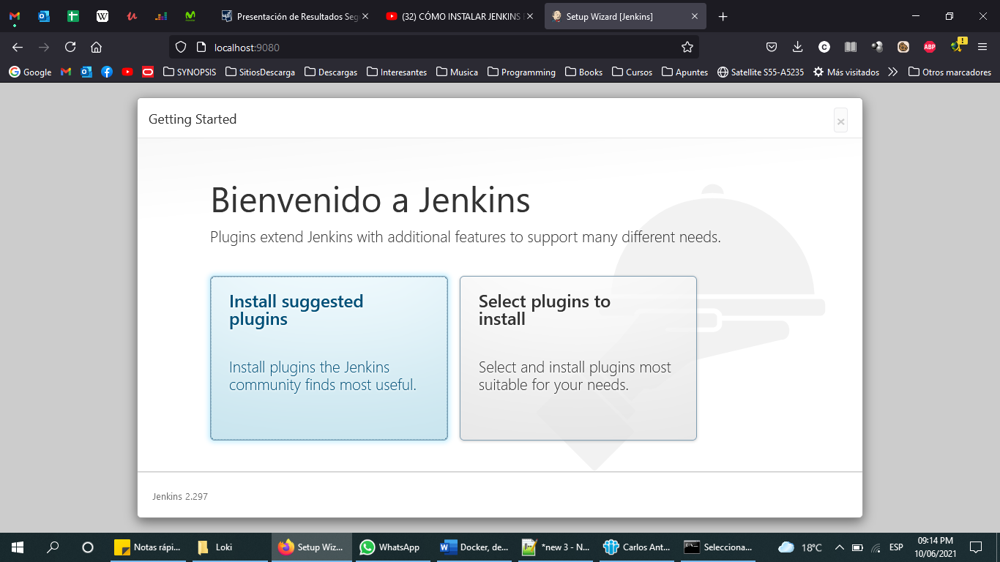 Presentación de Resultados Seg
(32) CÓMO INSTALAR JENKINS
Setup Wizard [Jenkins]
localhost:9080
C
ABP
!
Google
SYNOPSIS
SitiosDescarga
Descargas
Interesantes
Musica
Programming
Books
Cursos
Apuntes
Satellite S55-A5235
Más visitados
Otros marcadores
Getting Started
×
Bienvenido a Jenkins
Plugins extend Jenkins with additional features to support many different needs.
Install suggested
plugins
Install plugins the Jenkins
community finds most useful.
Select plugins to
install
Select and install plugins most
suitable for your needs.
Jenkins 2.297
Notas rápi...
Loki
Setup Wiz...
WhatsApp
Docker, de...
*new 3 - N...
Carlos Ant...
Selecciona...
18°C
ESP
09:14 PM
10/06/2021